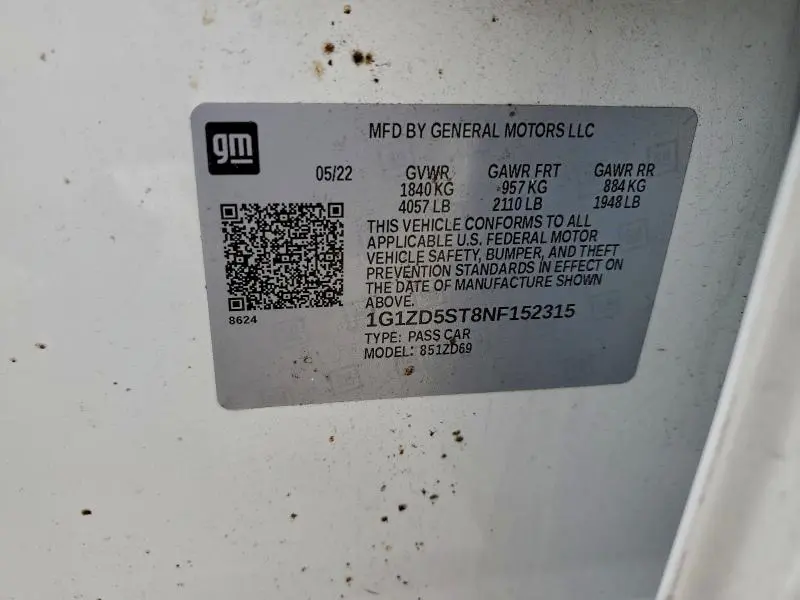 gm
MFD BY GENERAL MOTORS LLC
05/22 GVWR GAWR FRT GAWR RR
1840 KG 957 KG 884 KG
4057 LB 2110 LB 1948 LB
THIS VEHICLE CONFORMS TO ALL
APPLICABLE U.S. FEDERAL MOTOR
VEHICLE SAFETY, BUMPER, AND THEFT
PREVENTION STANDARDS IN EFFECT ON
THE DATE OF MANUFACTURE SHOWN
ABOVE.
8624
1G1ZD5ST8NF152315
TYPE: PASS CAR
MODEL: 851ZD69